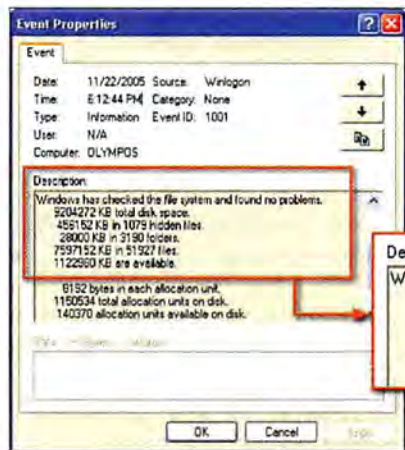 Event Properties
Event
Date: 11/22/2005 Source: Winlogon
Time: 6:12:44 PM Category: None
Type: Information Event ID: 1001
User: N/A
Computer: OLYMPOS
Description:
Windows has checked the file system and found no problems.
9204272 KB total disk space.
456152 KB in 1079 hidden files.
28000 KB in 3190 folders.
7597152 KB in 51927 files.
1122960 KB are available.
8192 bytes in each allocation unit.
1150534 total allocation units on disk.
140370 allocation units available on disk.
De
W
OK Cancel